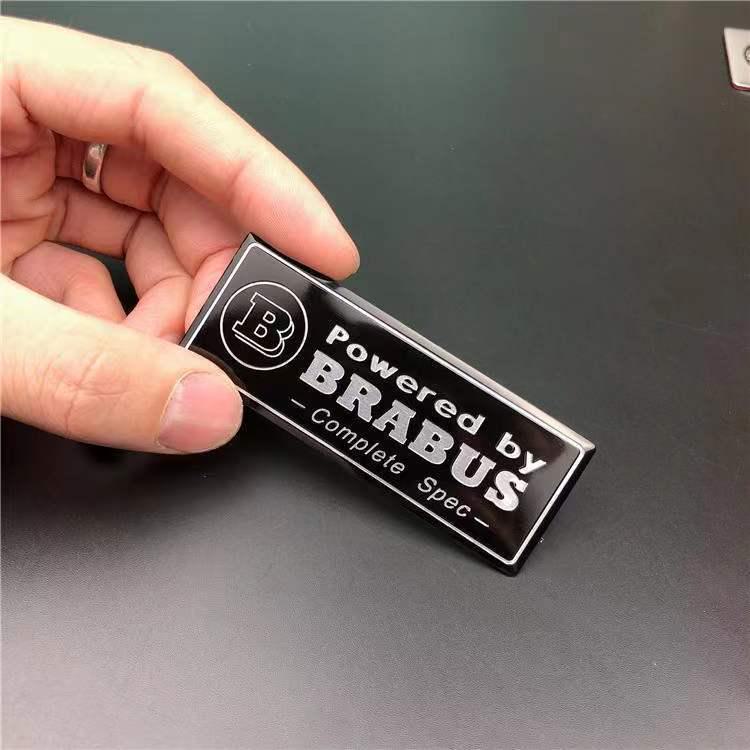 B
Powered by
BRABUS
- Complete Spec -